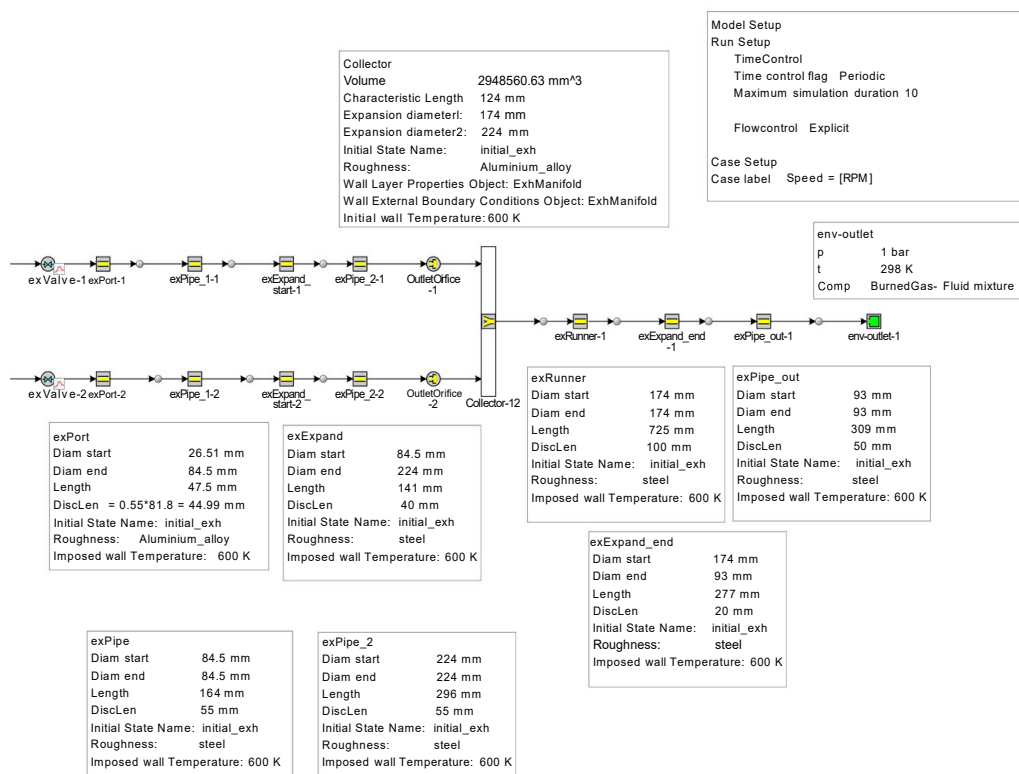 Model Setup
Run Setup
TimeControl
Time control flag Periodic
Maximum simulation duration 10
Flowcontrol Explicit
Case Setup
Case label Speed = [RPM]
Collector
Volume 2948560.63 mm^3
Characteristic Length 124 mm
Expansion diameterI: 174 mm
Expansion diameter2: 224 mm
Initial State Name: initial_exh
Roughness: Aluminium_alloy
Wall Layer Properties Object: ExhManifold
Wall External Boundary Conditions Object: ExhManifold
Initial wall Temperature: 600 K
env-outlet
p 1 bar
t 298 K
Comp BurnedGas- Fluid mixture
exValve-1
exPort-1
exPipe_1-1
exExpand_
start-1
exPipe_2-1
OutletOrifice
-1
exRunner-1
exExpand_end
-1
exPipe_out-1
env-outlet-1
exValve-2
exPort-2
exPipe_1-2
exExpand_
start-2
exPipe_2-2
OutletOrifice
-2
Collector-12
exRunner
Diam start 174 mm
Diam end 174 mm
Length 725 mm
DiscLen 100 mm
Initial State Name: initial_exh
Roughness: steel
Imposed wall Temperature: 600 K
exPipe_out
Diam start 93 mm
Diam end 93 mm
Length 309 mm
DiscLen 50 mm
Initial State Name: initial_exh
Roughness: steel
Imposed wall Temperature: 600 K
exPort
Diam start 26.51 mm
Diam end 84.5 mm
Length 47.5 mm
DiscLen = 0.55*81.8 = 44.99 mm
Initial State Name: initial_exh
Roughness: Aluminium_alloy
Imposed wall Temperature: 600 K
exExpand
Diam start 84.5 mm
Diam end 224 mm
Length 141 mm
DiscLen 40 mm
Initial State Name: initial_exh
Roughness: steel
Imposed wall Temperature: 600 K
exExpand_end
Diam start 174 mm
Diam end 93 mm
Length 277 mm
DiscLen 20 mm
Initial State Name: initial_exh
Roughness: steel
Imposed wall Temperature: 600 K
exPipe
Diam start 84.5 mm
Diam end 84.5 mm
Length 164 mm
DiscLen 55 mm
Initial State Name: initial_exh
Roughness: steel
Imposed wall Temperature: 600 K
exPipe_2
Diam start 224 mm
Diam end 224 mm
Length 296 mm
DiscLen 55 mm
Initial State Name: initial_exh
Roughness: steel
Imposed wall Temperature: 600 K